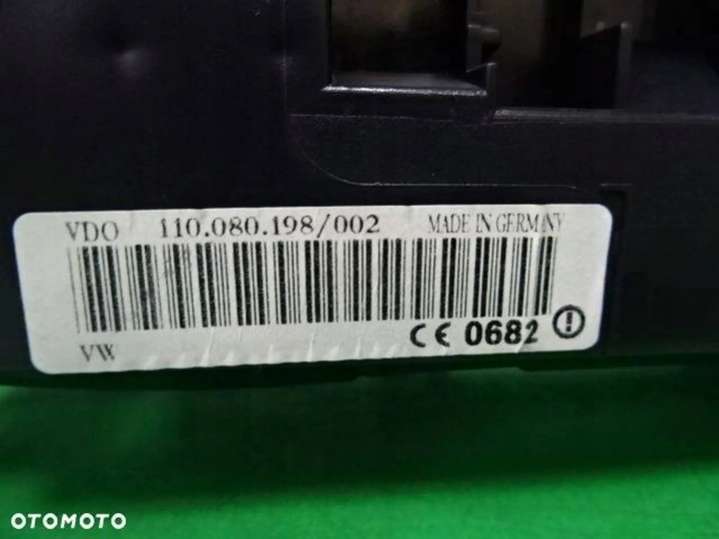 VDO 110.080.198/002 MADE IN GERMANY
VW CE 0682
OTOMOTO